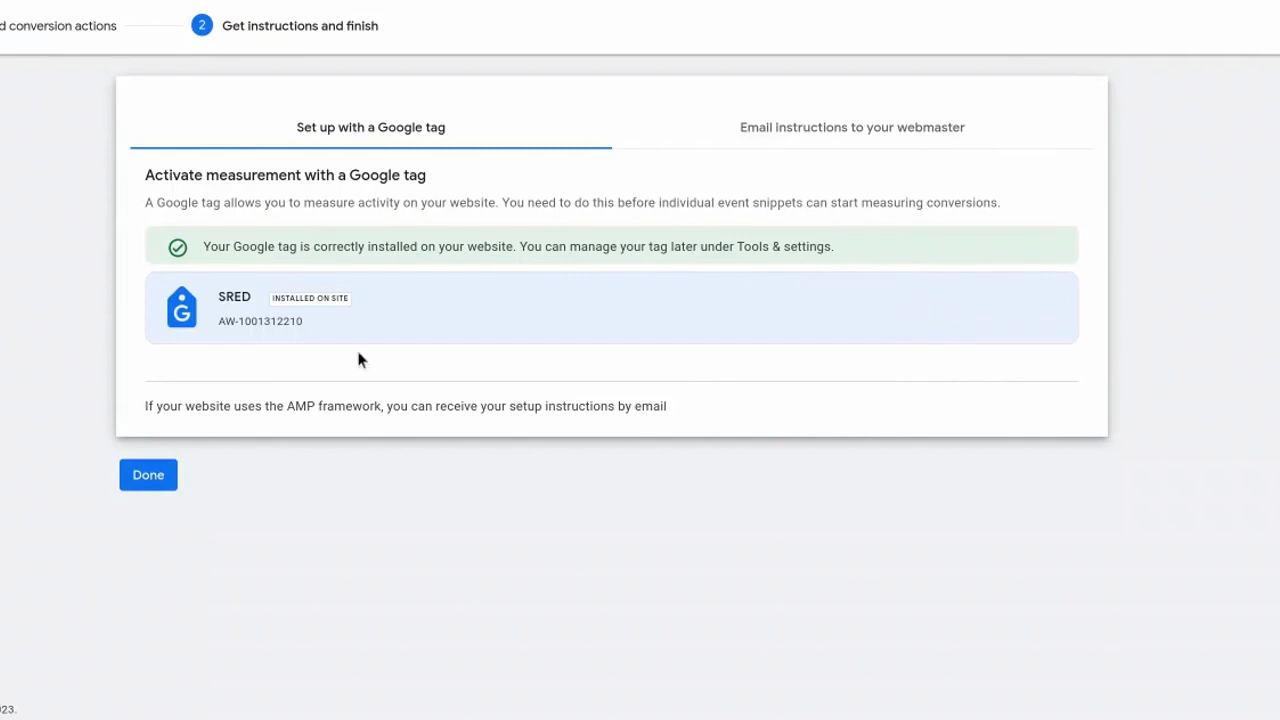 d conversion actions
2
Get instructions and finish
Set up with a Google tag
Email instructions to your webmaster
Activate measurement with a Google tag
A Google tag allows you to measure activity on your website. You need to do this before individual event snippets can start measuring conversions.
Your Google tag is correctly installed on your website. You can manage your tag later under Tools & settings.
G
SRED
INSTALLED ON SITE
AW-1001312210
If your website uses the AMP framework, you can receive your setup instructions by email
Done
023.